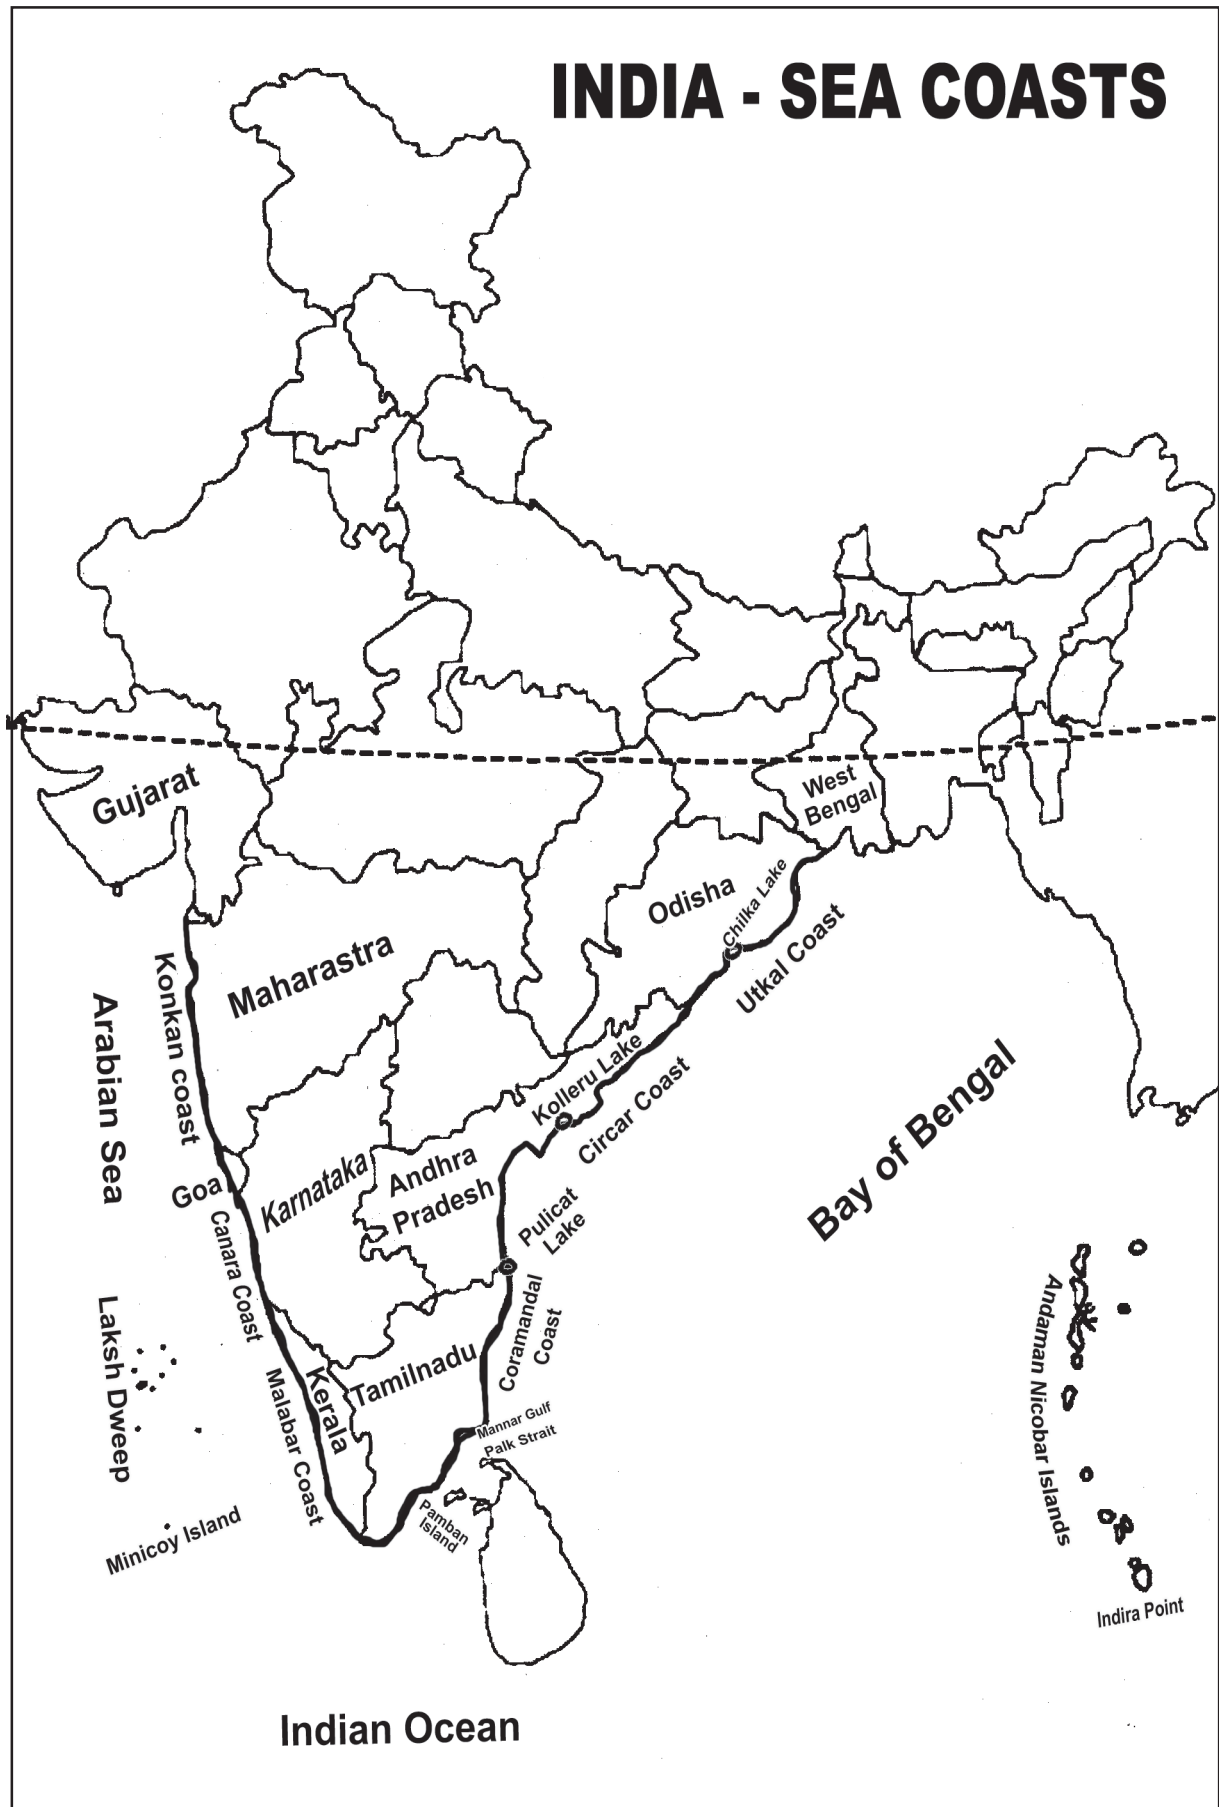 INDIA - SEA COASTS
Gujarat
West
Bengal
Odisha
Chilka Lake
Utkal Coast
Maharastra
Konkan coast
Arabian Sea
Kolleru Lake
Circar Coast
Bay of Bengal
Goa
Karnataka
Andhra
Pradesh
Pulicat
Lake
Canara Coast
Coramandal
Coast
Laksh Dweep
Tamilnadu
Kerala
Malabar Coast
Mannar Gulf
Palk Strait
Pamban
Island
Minicoy Island
Andaman Nicobar Islands
Indira Point
Indian Ocean